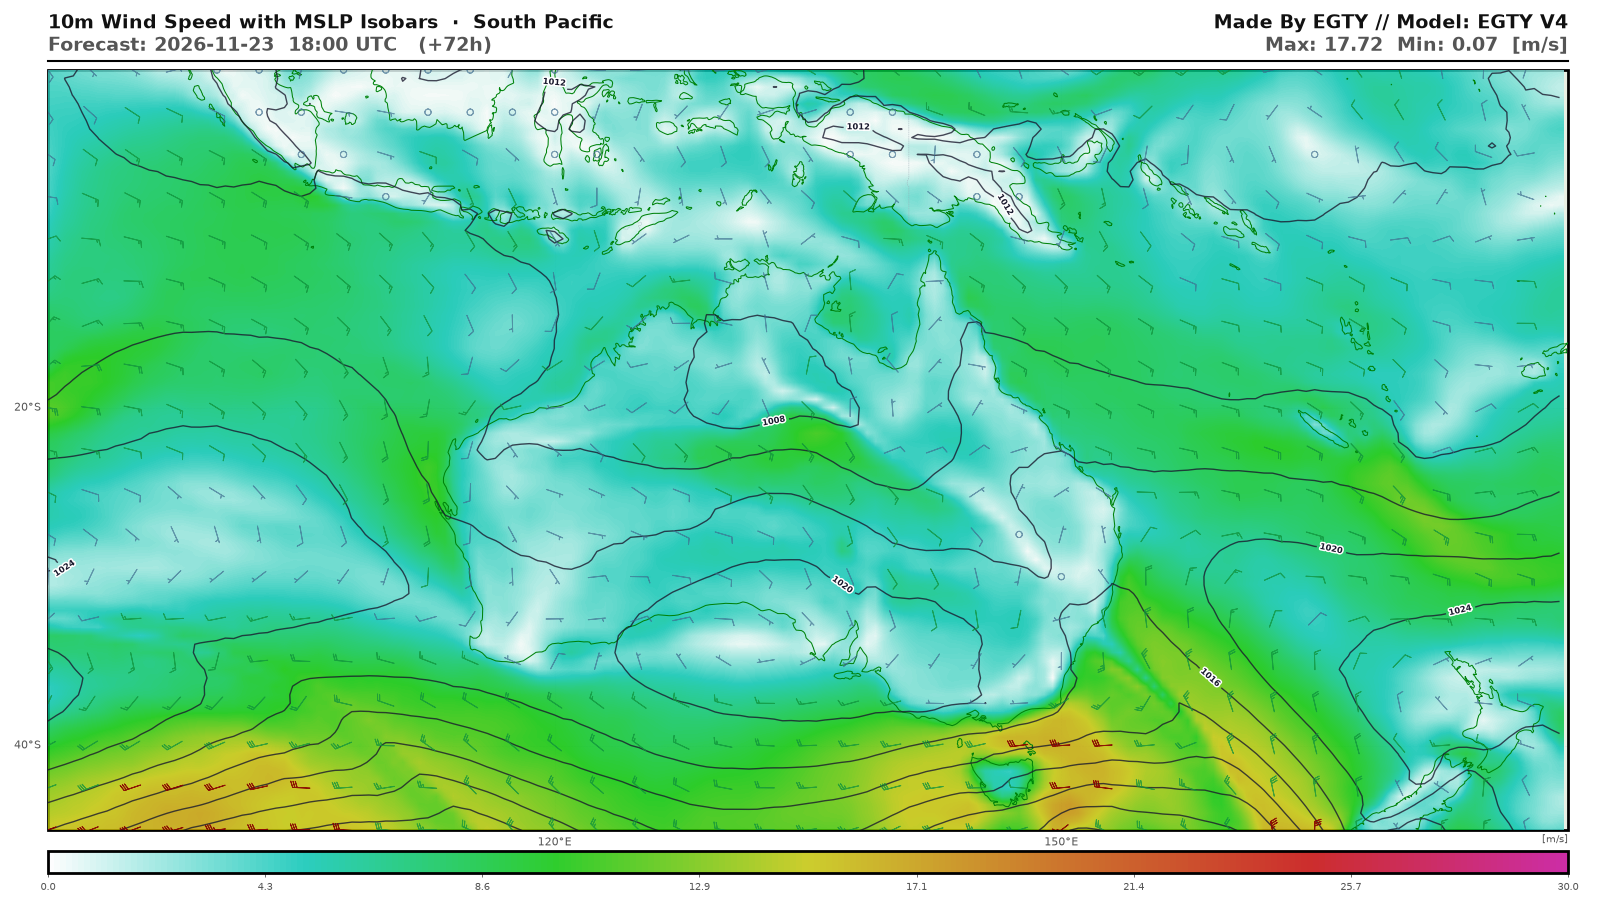 10m Wind Speed with MSLP Isobars · South Pacific
Made By EGTY // Model: EGTY V4
Forecast: 2026-11-23 18:00 UTC (+72h)
Max: 17.72 Min: 0.07 [m/s]
1012
1012
1012
20°S
1008
1020
1024
1020
1024
1016
40°S
120°E
150°E
[m/s]
0.0
4.3
8.6
12.9
17.1
21.4
25.7
30.0